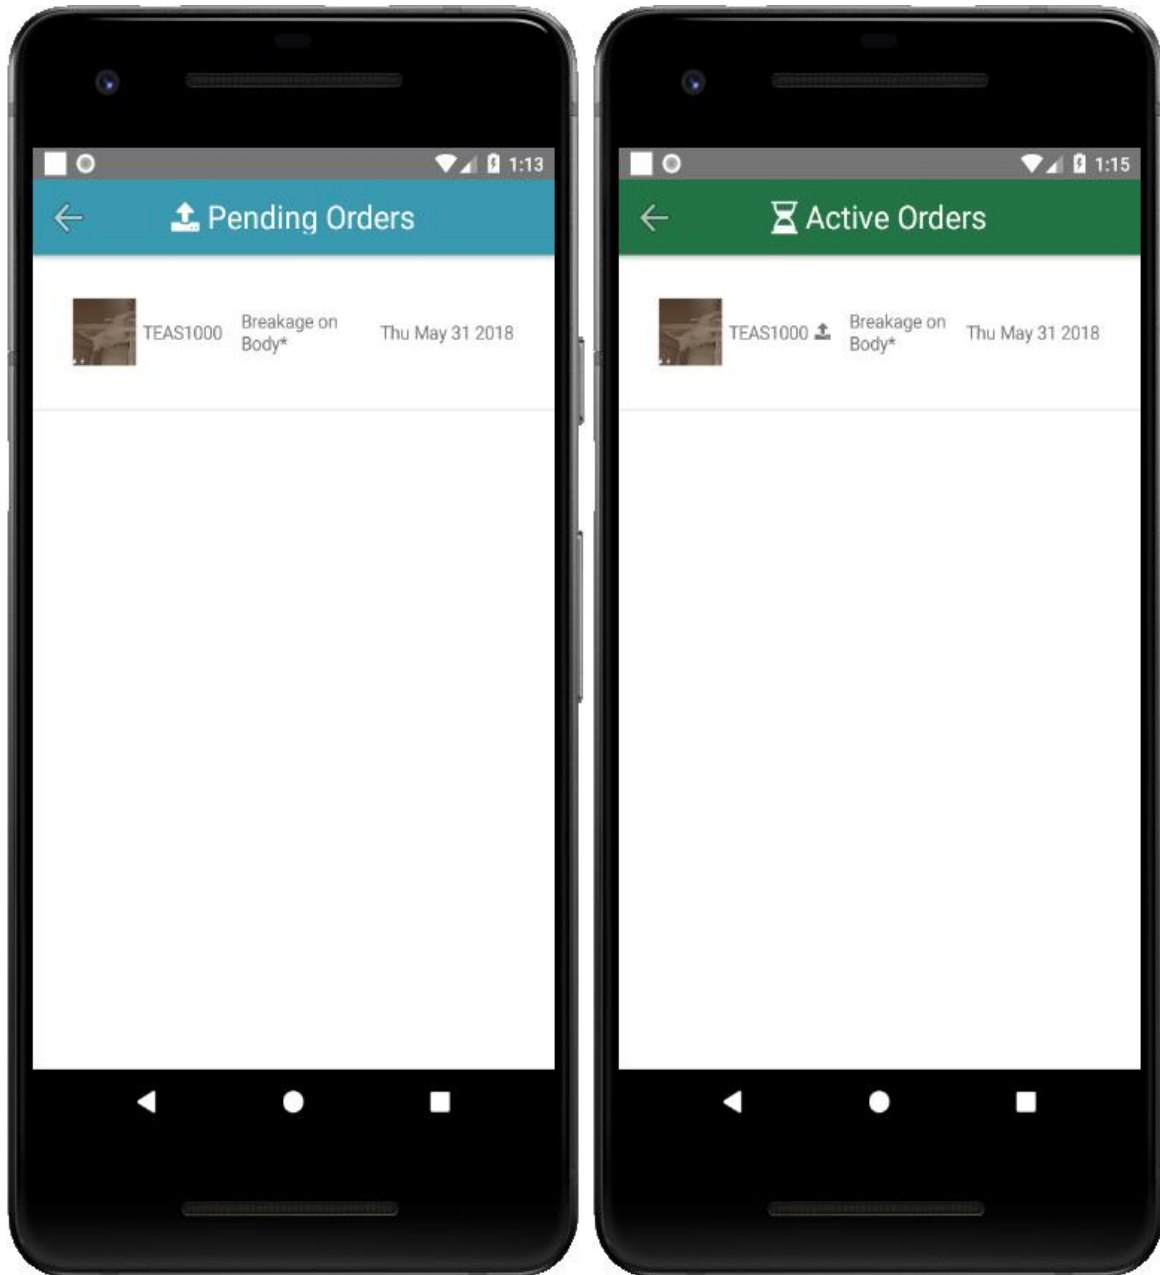 1:13
Pending Orders
TEAS1000
Breakage on
Body*
Thu May 31 2018
1:15
Active Orders
TEAS1000
Breakage on
Body*
Thu May 31 2018